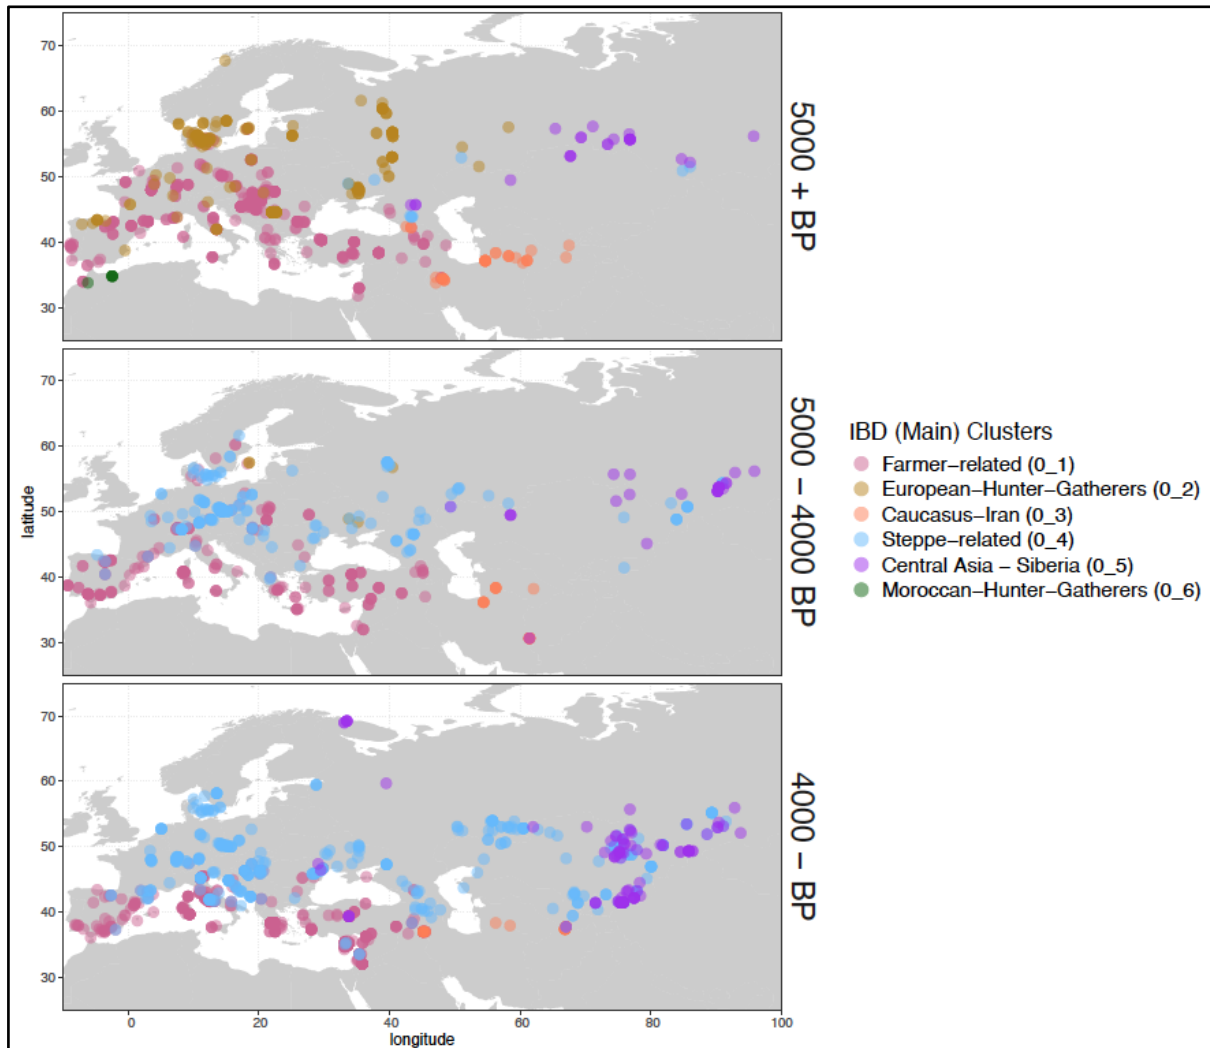 70
60
50
40
30
5000 + BP
70
60
50
40
30
latitude
5000 – 4000 BP
IBD (Main) Clusters
Farmer−related (0_1)
European−Hunter−Gatherers (0_2)
Caucasus−Iran (0_3)
Steppe−related (0_4)
Central Asia − Siberia (0_5)
Moroccan−Hunter−Gatherers (0_6)
70
60
50
40
30
4000 – BP
0 20 40 60 80 100
longitude